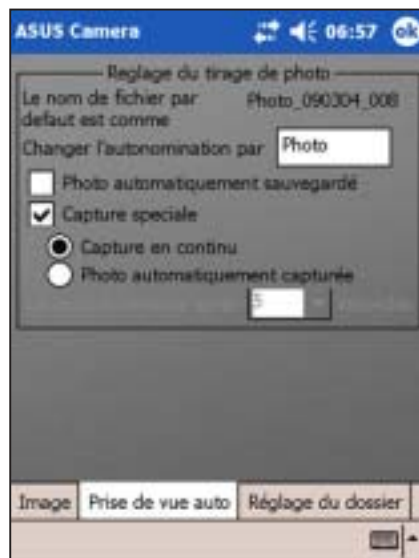 ASUS Camera 06:57 ok
Reglage du tirage de photo
Le nom de fichier par Photo_090304_008
defaut est comme
Changer l'autonomination par Photo
Photo automatiquement sauvegardé
Capture speciale
Capture en continu
Photo automatiquement capturée
5
Image Prise de vue auto Réglage du dossier